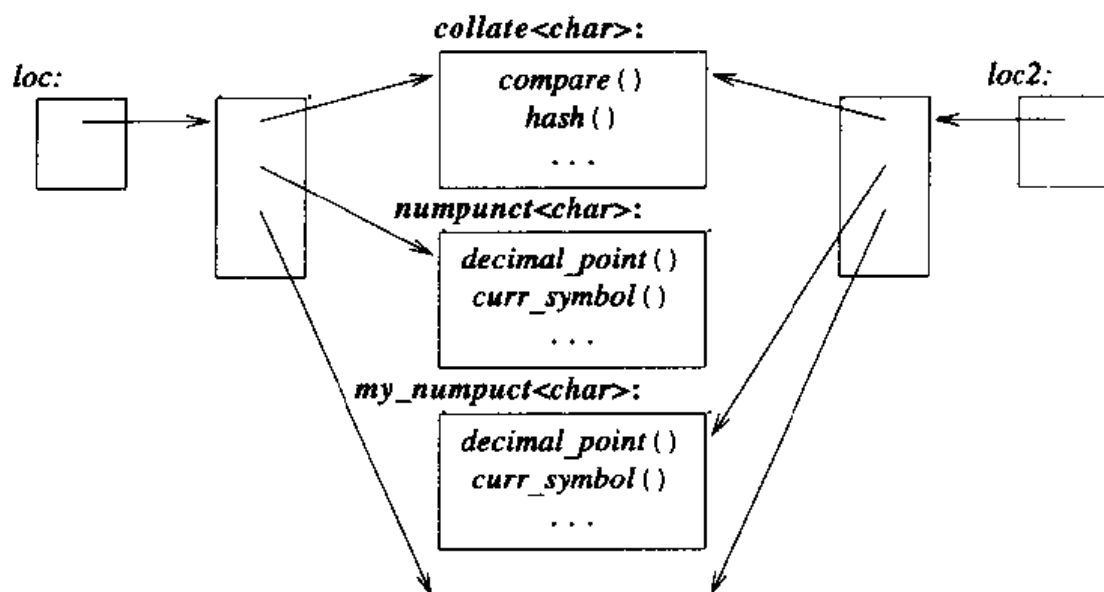 collate<char>:
loc:
compare()
hash()
...
loc2:
numpunct<char>:
decimal_point()
curr_symbol()
...
my_numpuct<char>:
decimal_point()
curr_symbol()
...